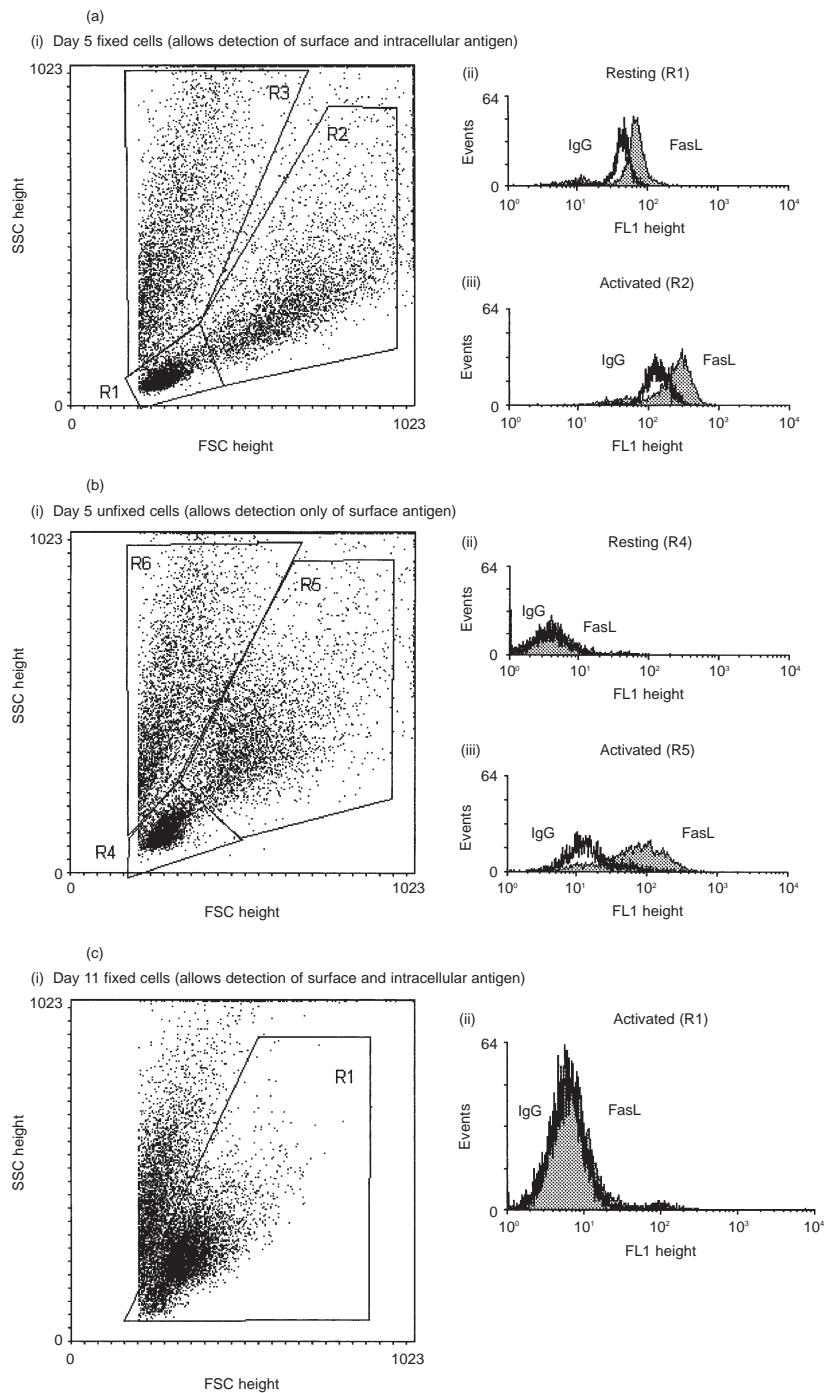 (a)
(i) Day 5 fixed cells (allows detection of surface and intracellular antigen)
1023
R3
R2
R1
SSC height
0
0
1023
FSC height
(ii)
Resting (R1)
64
Events
IgG
FasL
0
10⁰
10¹
10²
10³
10⁴
FL1 height
(iii)
Activated (R2)
64
Events
IgG
FasL
0
10⁰
10¹
10²
10³
10⁴
FL1 height
(b)
(i) Day 5 unfixed cells (allows detection only of surface antigen)
1023
R6
R5
R4
SSC height
0
0
1023
FSC height
(ii)
Resting (R4)
64
Events
IgG
FasL
0
10⁰
10¹
10²
10³
10⁴
FL1 height
(iii)
Activated (R5)
64
Events
IgG
FasL
0
10⁰
10¹
10²
10³
10⁴
FL1 height
(c)
(i) Day 11 fixed cells (allows detection of surface and intracellular antigen)
1023
R1
SSC height
0
0
1023
FSC height
(ii)
Activated (R1)
64
Events
IgG
FasL
0
10⁰
10¹
10²
10³
10⁴
FL1 height